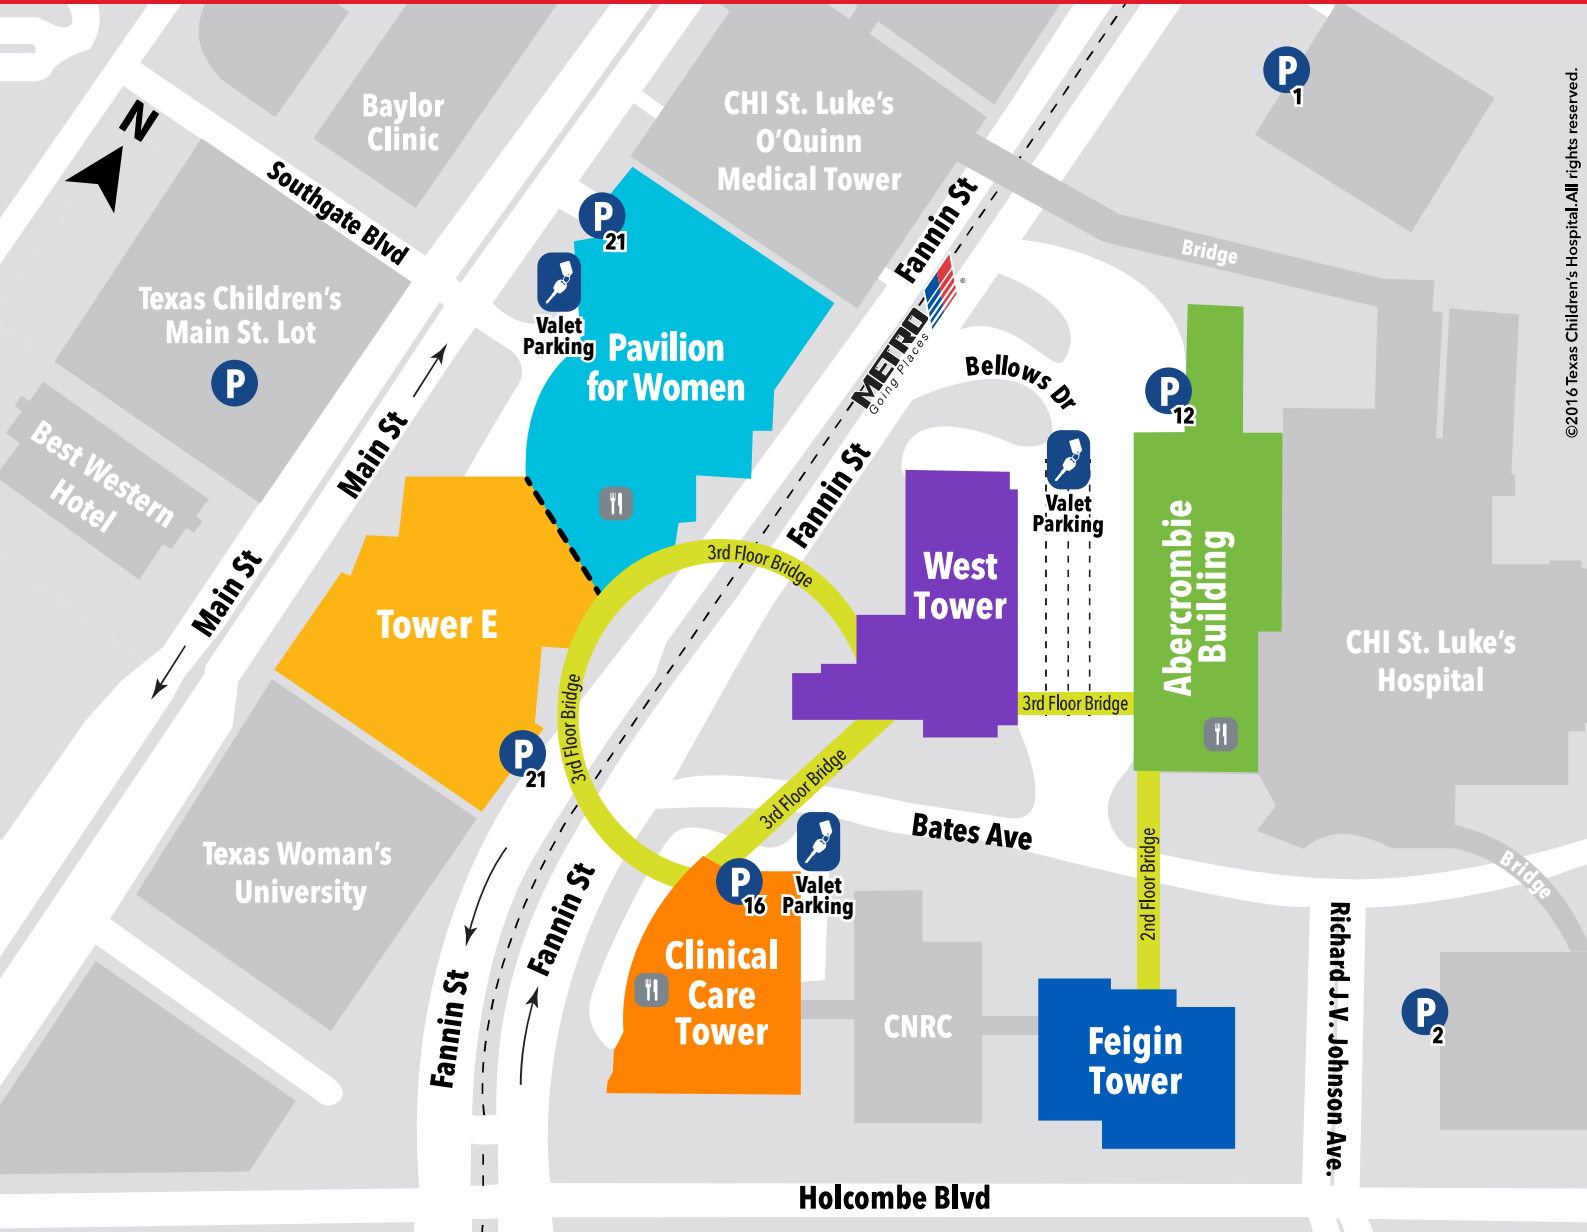 ©2016 Texas Children's Hospital. All rights reserved.
P
1
Baylor
Clinic
CHI St. Luke's
O'Quinn
Medical Tower
N
Southgate Blvd
P
21
Fannin St
Bridge
Valet
Parking
Texas Children's
Main St. Lot
P
Pavilion
for Women
METRO
Going Places
®
Bellows Dr
P
12
Main St
Best Western
Hotel
Fannin St
Valet
Parking
Abercrombie
Building
3rd Floor Bridge
West
Tower
Main St
Tower E
CHI St. Luke's
Hospital
3rd Floor Bridge
3rd Floor Bridge
P
21
3rd Floor Bridge
Bates Ave
Texas Woman's
University
Valet
Parking
P
16
2nd Floor Bridge
Bridge
Fannin St
Fannin St
Clinical
Care
Tower
CNRC
Feigin
Tower
Richard J.V. Johnson Ave.
P
2
Holcombe Blvd